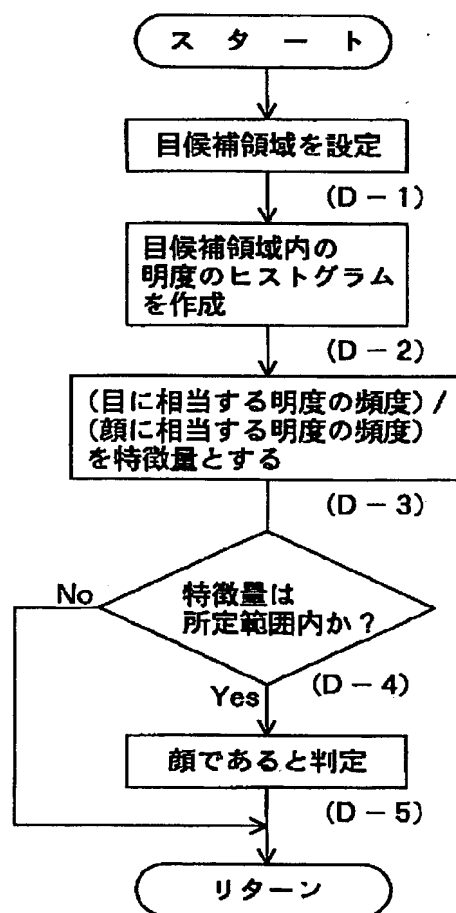 スタート
目候補領域を設定
(D－1)
目候補領域内の
明度のヒストグラム
を作成
(D－2)
(目に相当する明度の頻度)/
(顔に相当する明度の頻度)
を特徴量とする
(D－3)
No
特徴量は
所定範囲内か？
(D－4)
Yes
顔であると判定
(D－5)
リターン